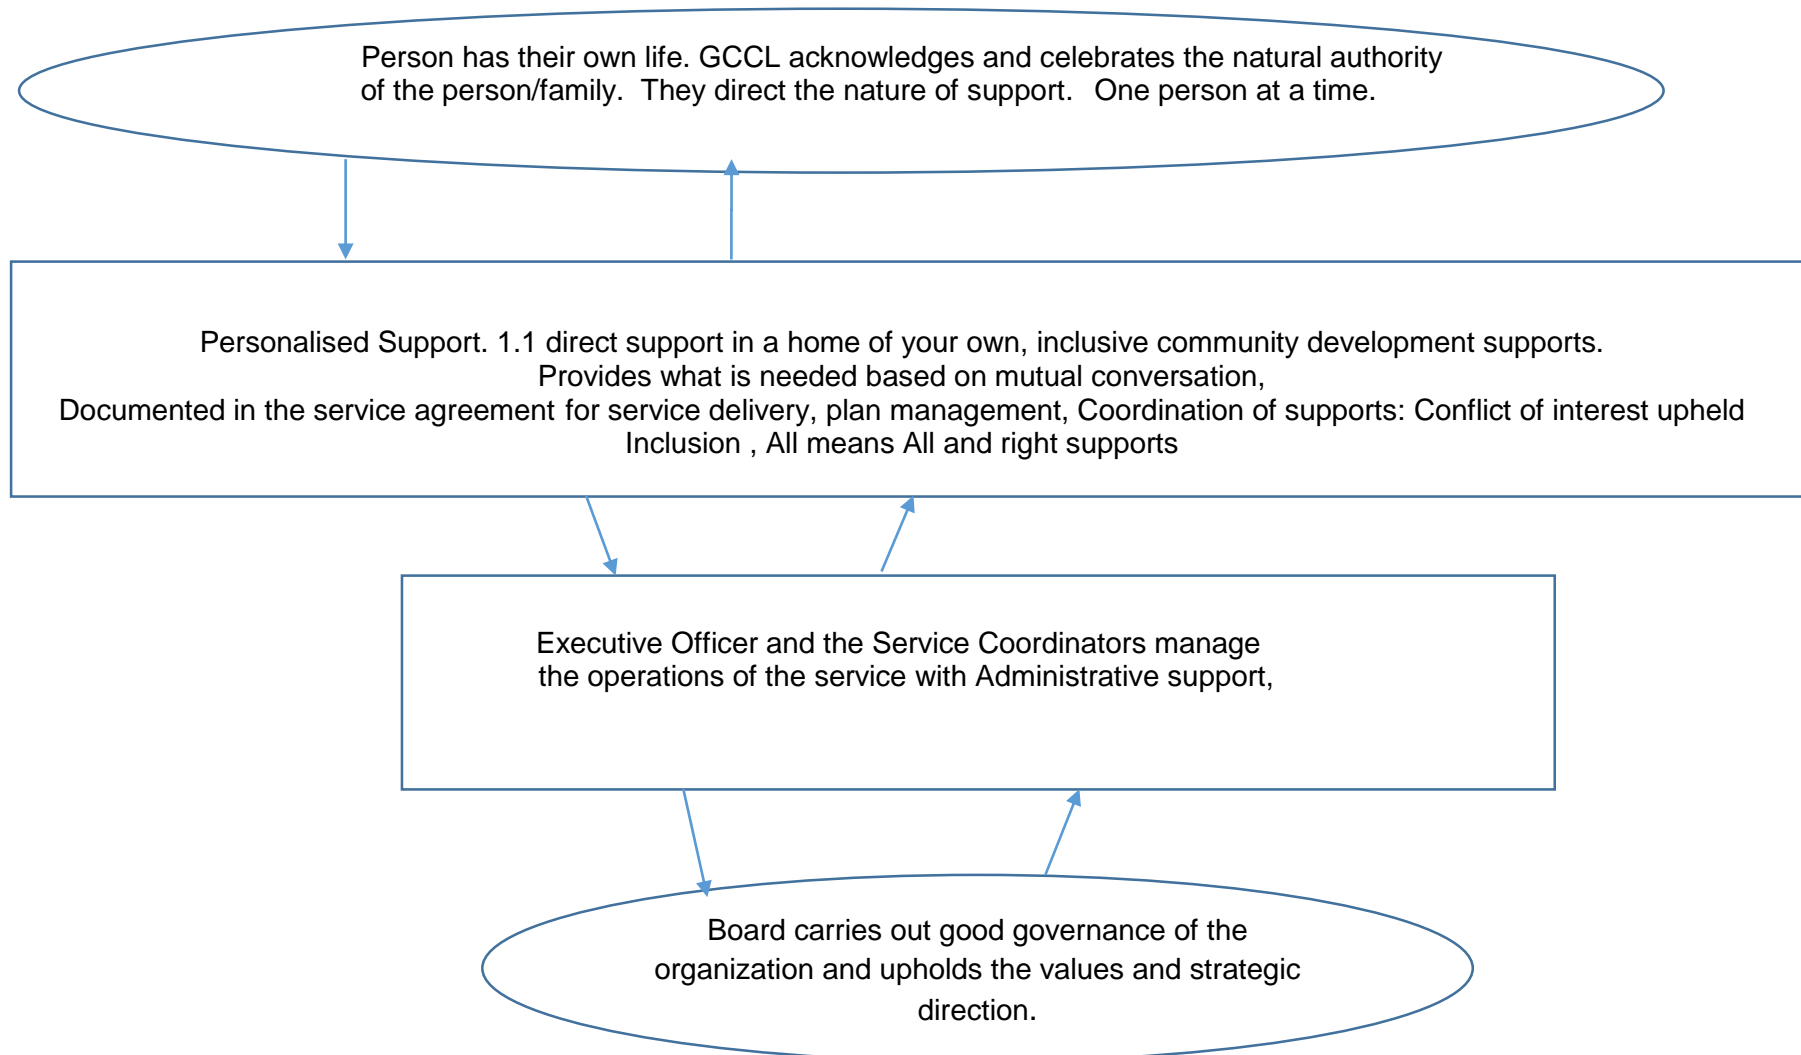 Person has their own life. GCCL acknowledges and celebrates the natural authority
of the person/family. They direct the nature of support. One person at a time.
Personalised Support. 1.1 direct support in a home of your own, inclusive community development supports.
Provides what is needed based on mutual conversation,
Documented in the service agreement for service delivery, plan management, Coordination of supports: Conflict of interest upheld
Inclusion , All means All and right supports
Executive Officer and the Service Coordinators manage
the operations of the service with Administrative support,
Board carries out good governance of the
organization and upholds the values and strategic
direction.